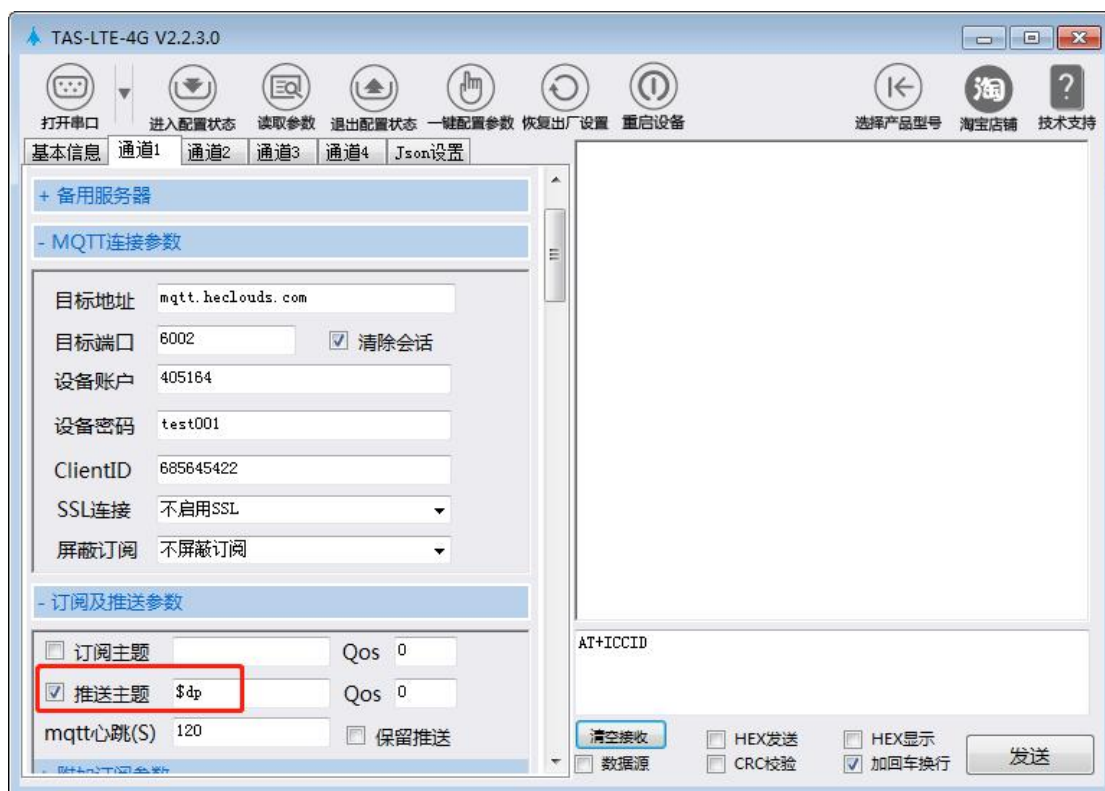 TAS-LTE-4G V2.2.3.0
打开串口 进入配置状态 读取参数 退出配置状态 一键配置参数 恢复出厂设置 重启设备 选择产品型号 淘 淘宝店铺 ? 技术支持
基本信息 通道1 通道2 通道3 通道4 Json设置
+ 备用服务器
- MQTT连接参数
目标地址 mqtt.heclouds.com
目标端口 6002 清除会话
设备账户 405164
设备密码 test001
ClientID 685645422
SSL连接 不启用SSL
屏蔽订阅 不屏蔽订阅
- 订阅及推送参数
订阅主题 Qos 0
推送主题 $dp Qos 0
mqtt心跳(S) 120 保留推送
+ 附加订阅参数
AT+ICCID
清空接收 HEX发送 HEX显示 发送
数据源 CRC校验 加回车换行